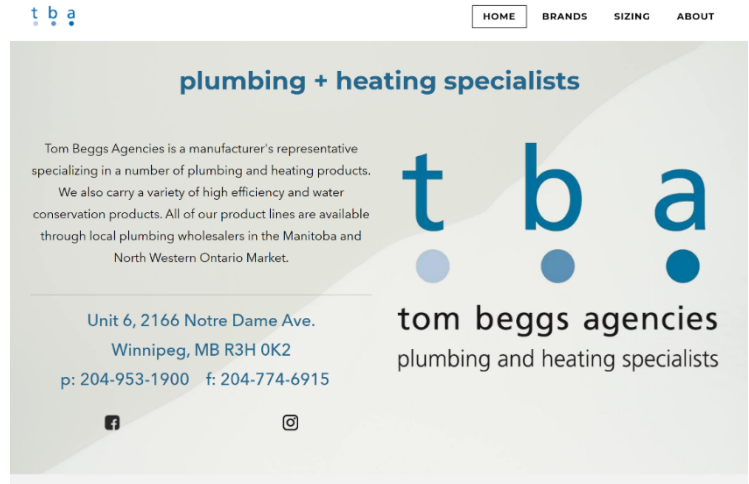 t b a
HOME BRANDS SIZING ABOUT
plumbing + heating specialists
Tom Beggs Agencies is a manufacturer's representative
specializing in a number of plumbing and heating products.
We also carry a variety of high efficiency and water
conservation products. All of our product lines are available
through local plumbing wholesalers in the Manitoba and
North Western Ontario Market.
Unit 6, 2166 Notre Dame Ave.
Winnipeg, MB R3H 0K2
p: 204-953-1900 f: 204-774-6915
t b a
tom beggs agencies
plumbing and heating specialists